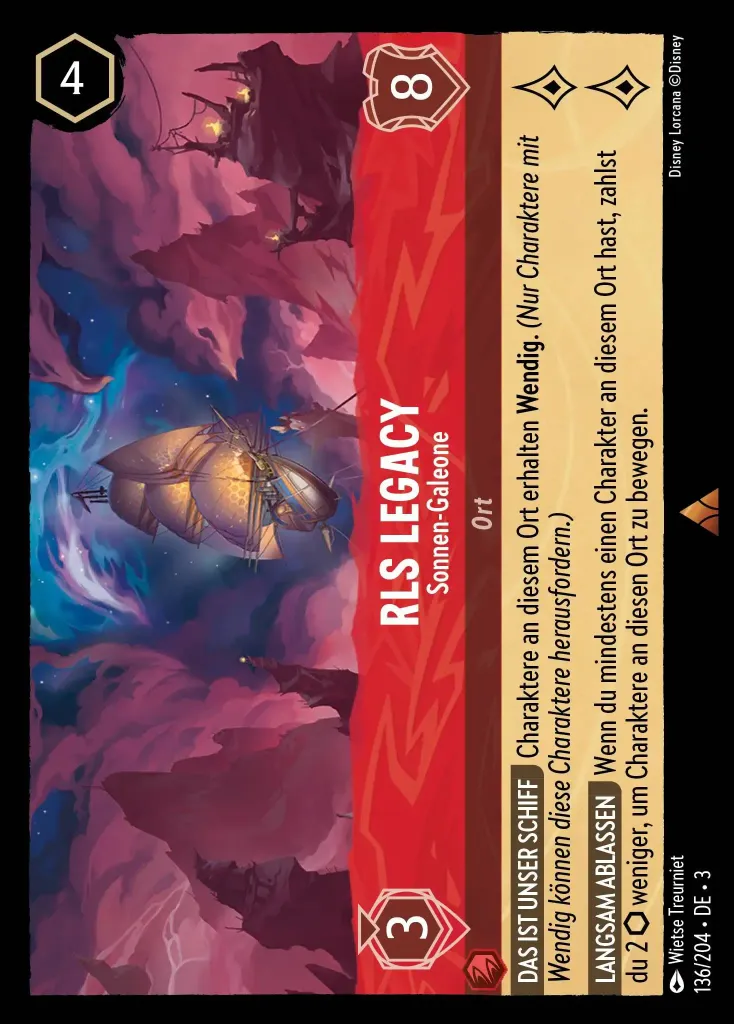 4
3
RLS LEGACY
Sonnen-Galeone
8
Ort
DAS IST UNSER SCHIFF Charaktere an diesem Ort erhalten Wendig. (Nur Charaktere mit
Wendig können diese Charaktere herausfordern.)
LANGSAM ABLASSEN Wenn du mindestens einen Charakter an diesem Ort hast, zahlst
du 2 weniger, um Charaktere an diesen Ort zu bewegen.
Wietse Treurniet
136/204 • DE • 3
Disney Lorcana ©Disney